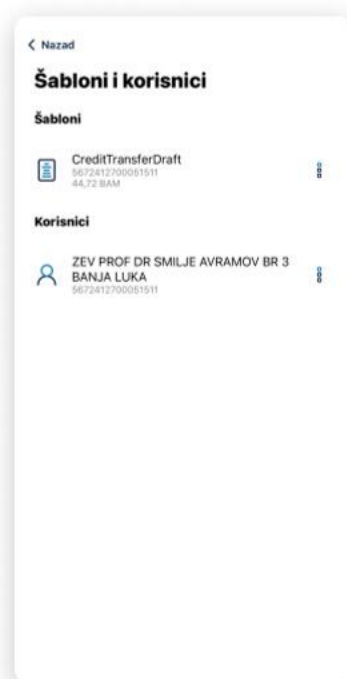 Nazad
Šabloni i korisnici
Šabloni
CreditTransferDraft
5672412700051511
44,72 BAM
Korisnici
ZEV PROF DR SMILJE AVRAMOV BR 3
BANJA LUKA
5672412700051511